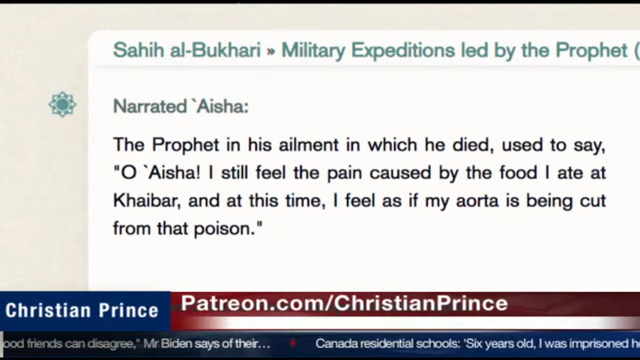 Sahih al-Bukhari » Military Expeditions led by the Prophet (
Narrated `Aisha:
The Prophet in his ailment in which he died, used to say,
"O `Aisha! I still feel the pain caused by the food I ate at
Khaibar, and at this time, I feel as if my aorta is being cut
from that poison."
Patreon.com/ChristianPrince
Christian Prince
ood friends can disagree," Mr Biden says of their... Canada residential schools: 'Six years old, I was imprisoned h